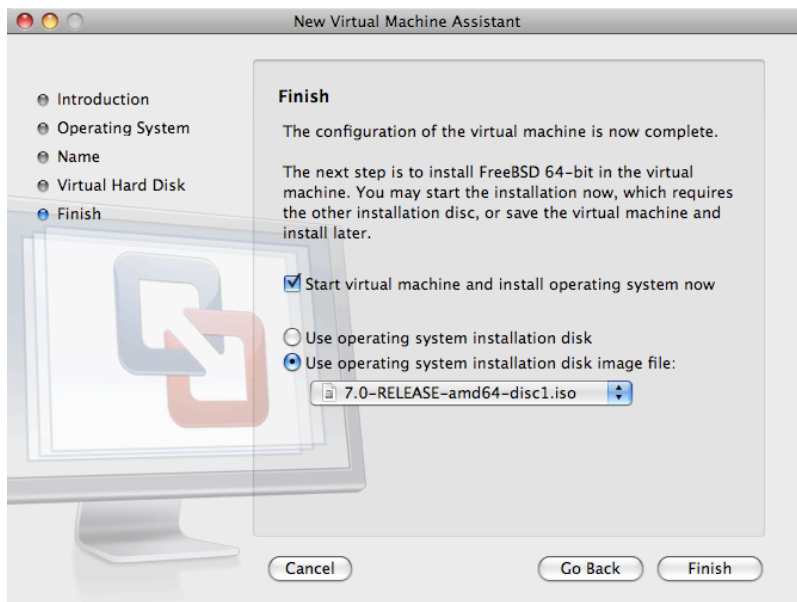 New Virtual Machine Assistant
Introduction
Operating System
Name
Virtual Hard Disk
Finish
Finish
The configuration of the virtual machine is now complete.
The next step is to install FreeBSD 64-bit in the virtual
machine. You may start the installation now, which requires
the other installation disc, or save the virtual machine and
install later.
Start virtual machine and install operating system now
Use operating system installation disk
Use operating system installation disk image file:
7.0-RELEASE-amd64-disc1.iso
Cancel
Go Back
Finish